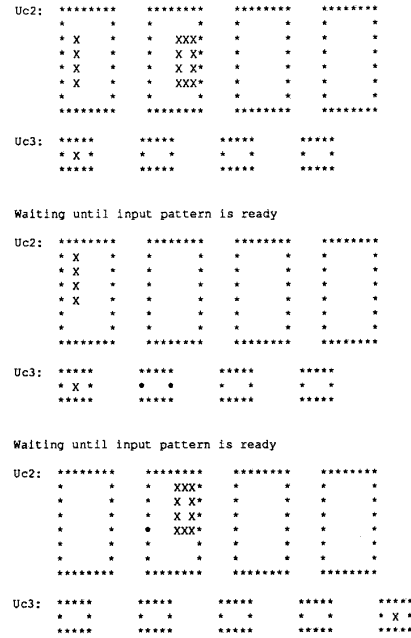 Uc2: ******** ******** ******** ********
* * * * * * * *
* X * * XXX* * * * *
* X * * X X* * * * *
* X * * X X* * * * *
* X * * XXX* * * * *
* * * * * * * *
******** ******** ******** ********
Uc3: ***** ***** ***** *****
* X * * * * * * *
***** ***** ***** *****
Waiting until input pattern is ready
Uc2: ******** ******** ******** ********
* X * * * * * * *
* X * * * * * * *
* X * * * * * * *
* X * * * * * * *
* * * * * * * *
* * * * * * * *
******** ******** ******** ********
Uc3: ***** ***** ***** *****
* X * • • * * * *
***** ***** ***** *****
Waiting until input pattern is ready
Uc2: ******** ******** ******** ********
* * * XXX* * * * *
* * * X X* * * * *
* * * X X* * * * *
* * • XXX* * * * *
* * * * * * * *
* * * * * * * *
******** ******** ******** ********
Uc3: ***** ***** ***** ***** *****
* * * * * * * * * X *
***** ***** ***** ***** *****